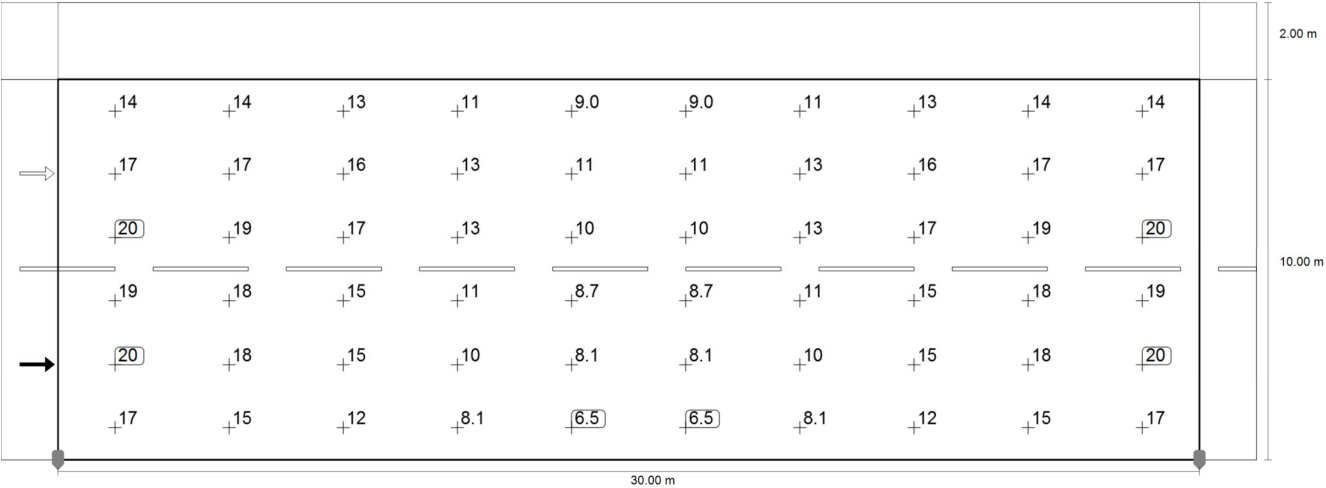 2.00 m
14 14 13 11 9.0 9.0 11 13 14 14
17 17 16 13 11 11 13 16 17 17
20 19 17 13 10 10 13 17 19 20
10.00 m
19 18 15 11 8.7 8.7 11 15 18 19
20 18 15 10 8.1 8.1 10 15 18 20
17 15 12 8.1 6.5 6.5 8.1 12 15 17
30.00 m